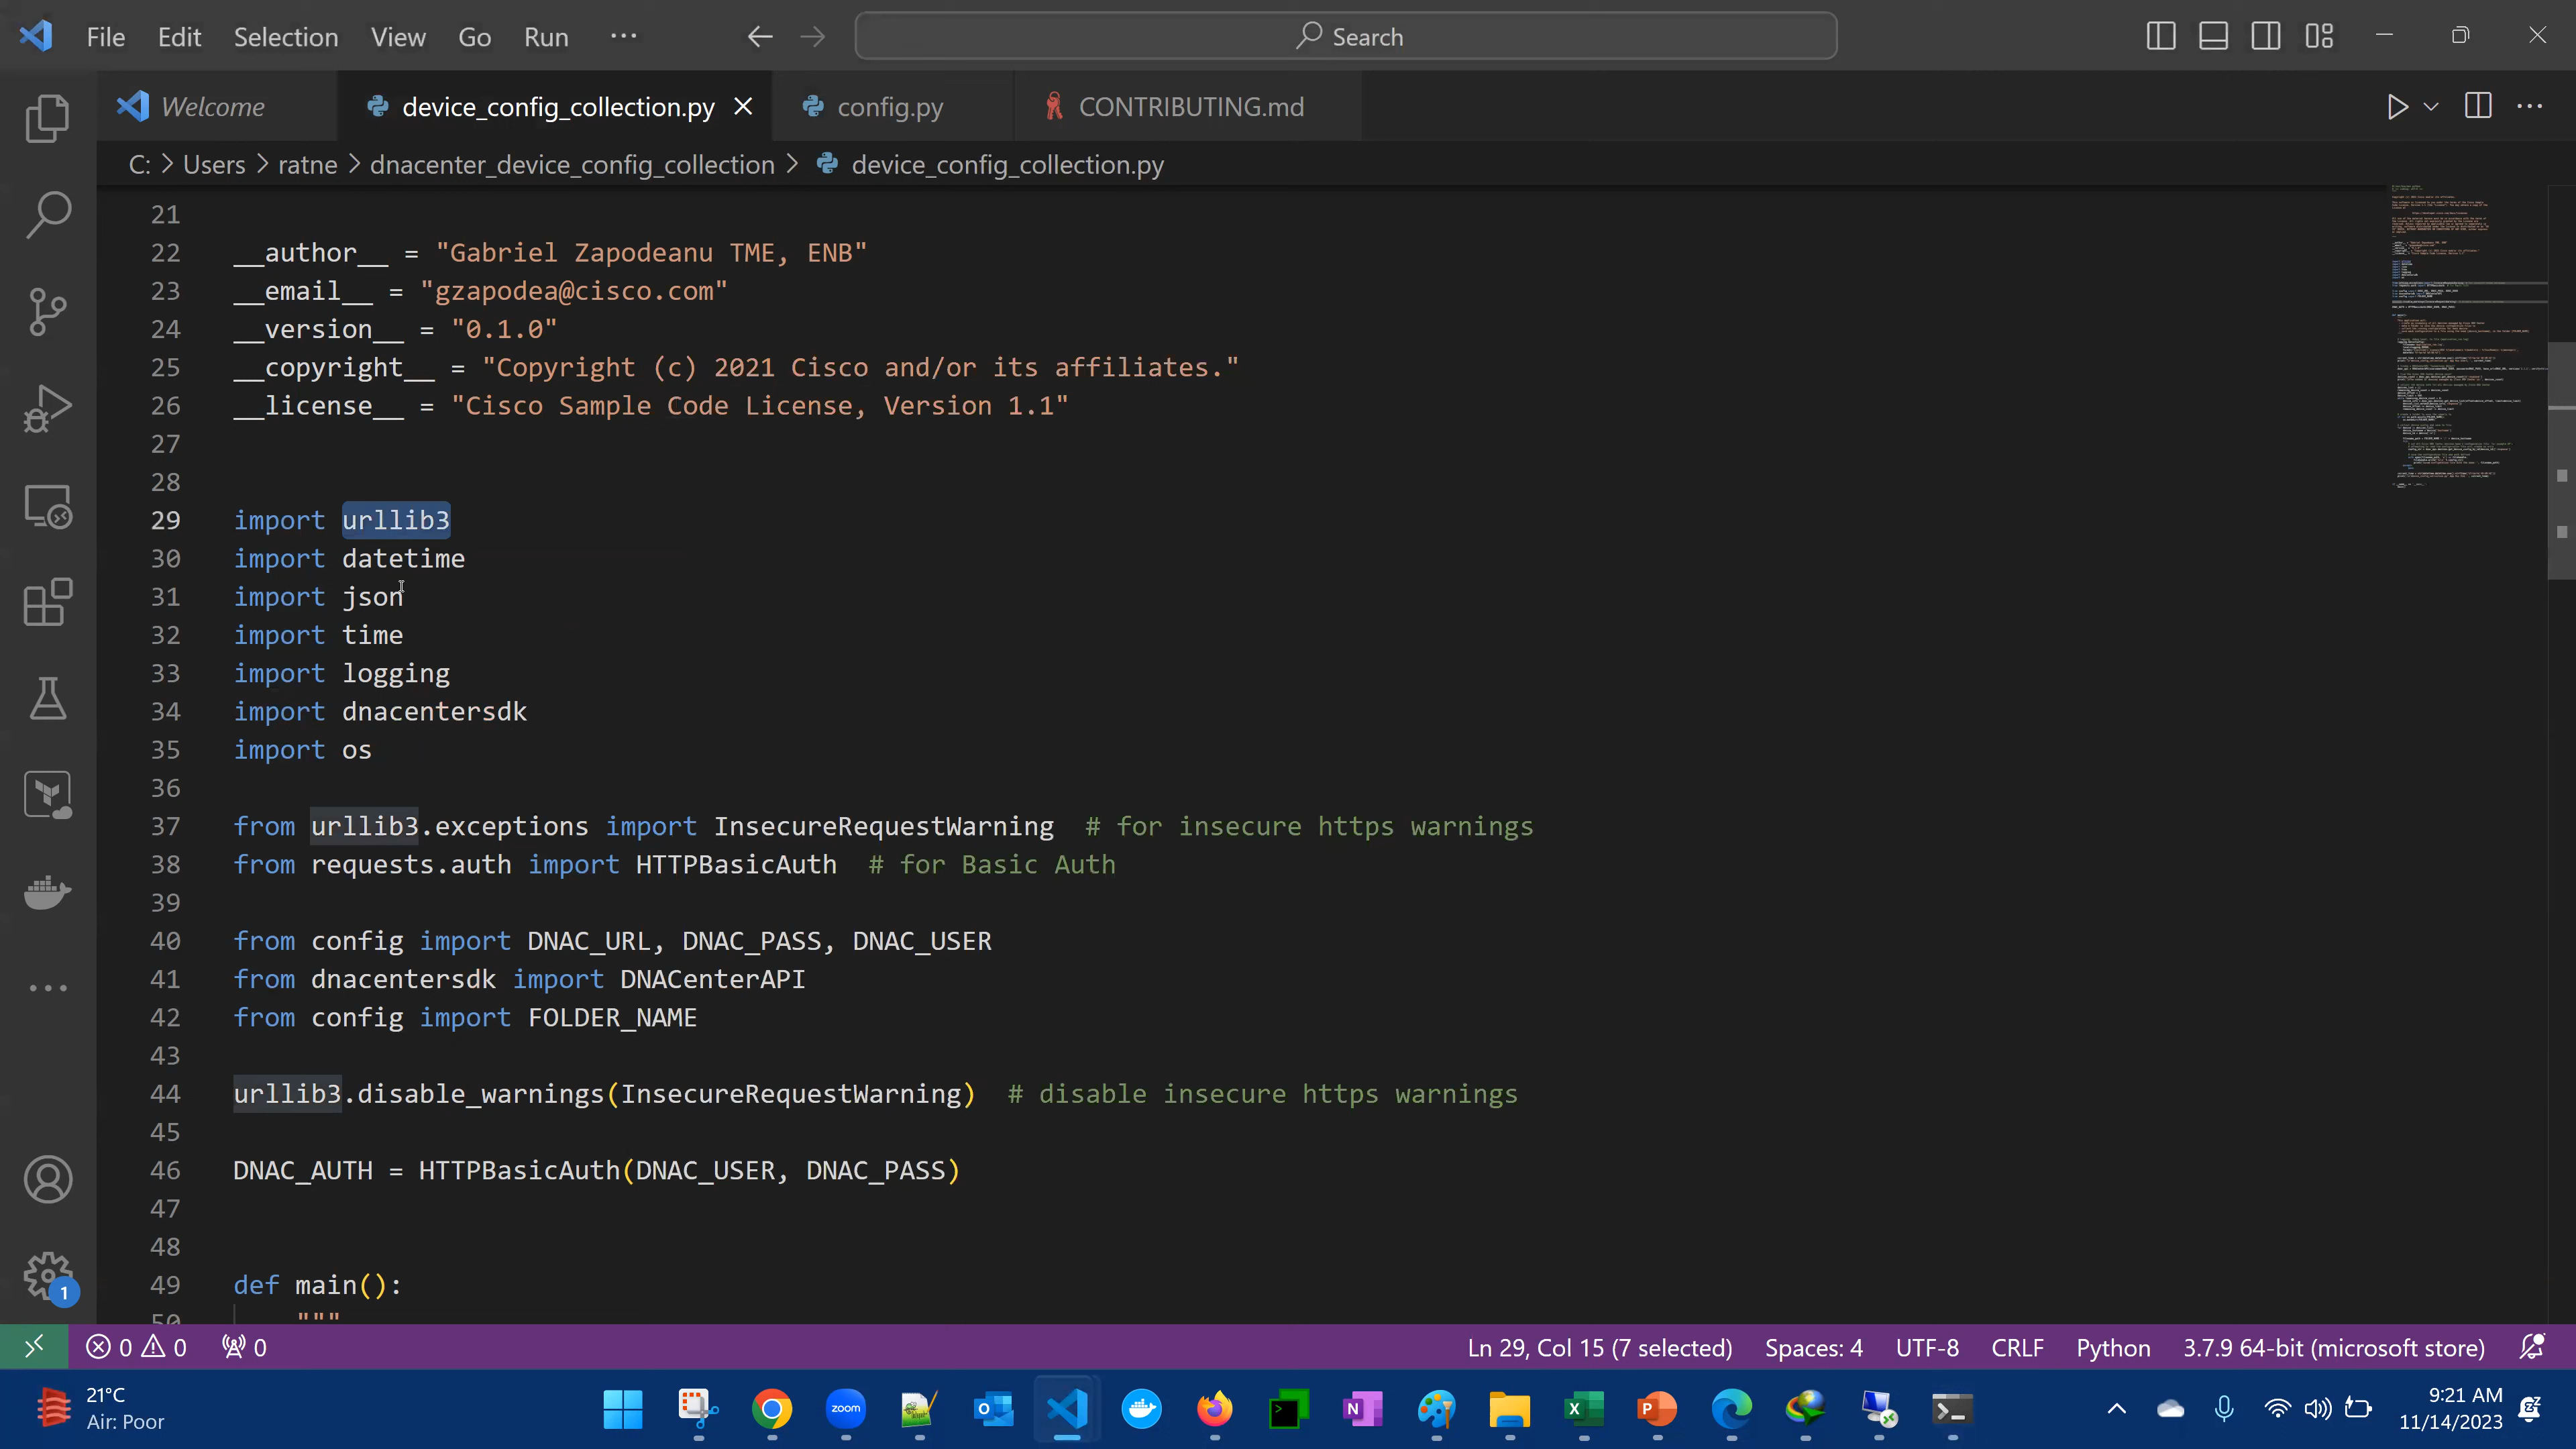 File Edit Selection View Go Run ··· Search
Welcome device_config_collection.py config.py CONTRIBUTING.md
C: > Users > ratne > dnacenter_device_config_collection > device_config_collection.py
21
22 __author__ = "Gabriel Zapodeanu TME, ENB"
23 __email__ = "gzapodea@cisco.com"
24 __version__ = "0.1.0"
25 __copyright__ = "Copyright (c) 2021 Cisco and/or its affiliates."
26 __license__ = "Cisco Sample Code License, Version 1.1"
27
28
29 import urllib3
30 import datetime
31 import json
32 import time
33 import logging
34 import dnacentersdk
35 import os
36
37 from urllib3.exceptions import InsecureRequestWarning # for insecure https warnings
38 from requests.auth import HTTPBasicAuth # for Basic Auth
39
40 from config import DNAC_URL, DNAC_PASS, DNAC_USER
41 from dnacentersdk import DNACenterAPI
42 from config import FOLDER_NAME
43
44 urllib3.disable_warnings(InsecureRequestWarning) # disable insecure https warnings
45
46 DNAC_AUTH = HTTPBasicAuth(DNAC_USER, DNAC_PASS)
47
48
49 def main():
50 """
1
0 0 0 Ln 29, Col 15 (7 selected) Spaces: 4 UTF-8 CRLF Python 3.7.9 64-bit (microsoft store)
21°C
Air: Poor
zoom
9:21 AM
11/14/2023